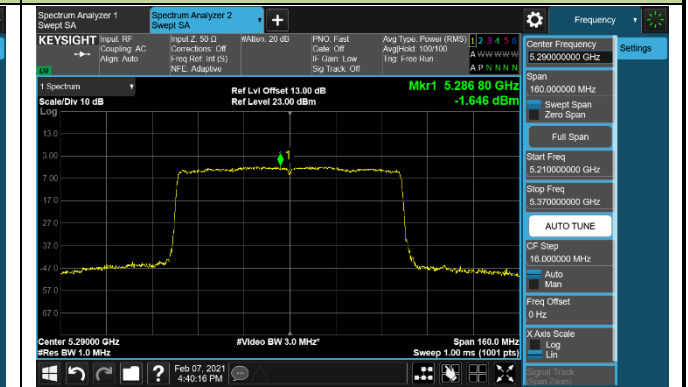 Spectrum Analyzer 1
Swept SA
Spectrum Analyzer 2
Swept SA
+
Frequency
KEYSIGHT
Input: RF
Coupling: AC
Align: Auto
Input Z: 50 Ω
Corrections: Off
Freq Ref: Int (S)
NFE: Adaptive
#Atten: 20 dB
PNO: Fast
Gate: Off
IF Gain: Low
Sig Track: Off
Avg Type: Power (RMS)
Avg|Hold: 100/100
Trig: Free Run
1 2 3 4 5 6
A W W W W W
A P N N N N
1 Spectrum
Scale/Div 10 dB
Log
Ref Lvl Offset 13.00 dB
Ref Level 23.00 dBm
Mkr1 5.286 80 GHz
-1.646 dBm
13.0
3.00
1
-7.00
-17.0
-27.0
-37.0
-47.0
-57.0
-67.0
Center 5.29000 GHz
#Res BW 1.0 MHz
#Video BW 3.0 MHz*
Span 160.0 MHz
Sweep 1.00 ms (1001 pts)
Center Frequency
5.290000000 GHz
Settings
Span
160.000000 MHz
Swept Span
Zero Span
Full Span
Start Freq
5.210000000 GHz
Stop Freq
5.370000000 GHz
AUTO TUNE
CF Step
16.000000 MHz
Auto
Man
Freq Offset
0 Hz
X Axis Scale
Log
Lin
Signal Track
(Span Zoom)
?
Feb 07, 2021
4:40:16 PM